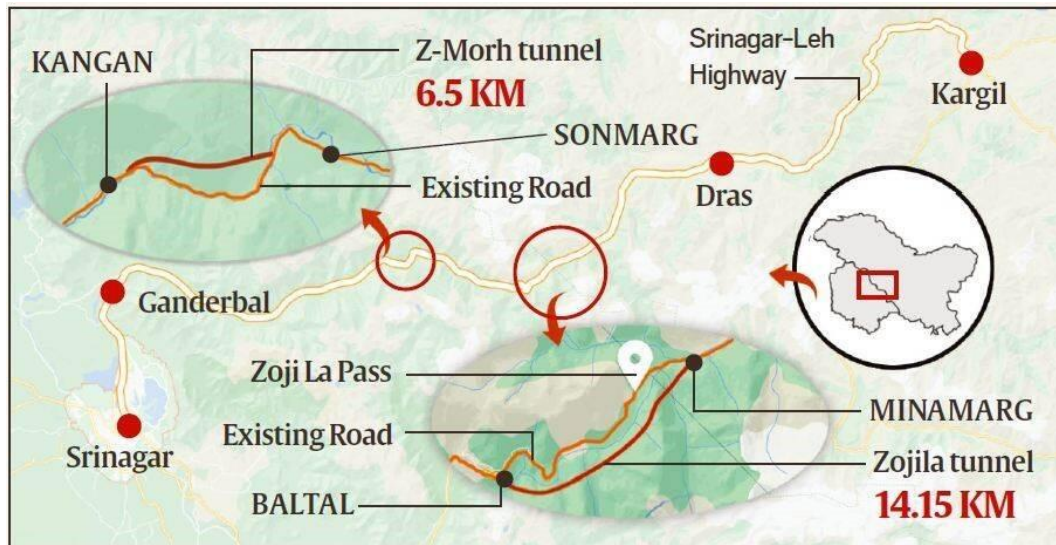 KANGAN
Z-Morh tunnel
6.5 KM
SONMARG
Existing Road
Srinagar-Leh
Highway
Kargil
Dras
Ganderbal
Srinagar
Zoji La Pass
Existing Road
BALTAL
MINAMARG
Zojila tunnel
14.15 KM